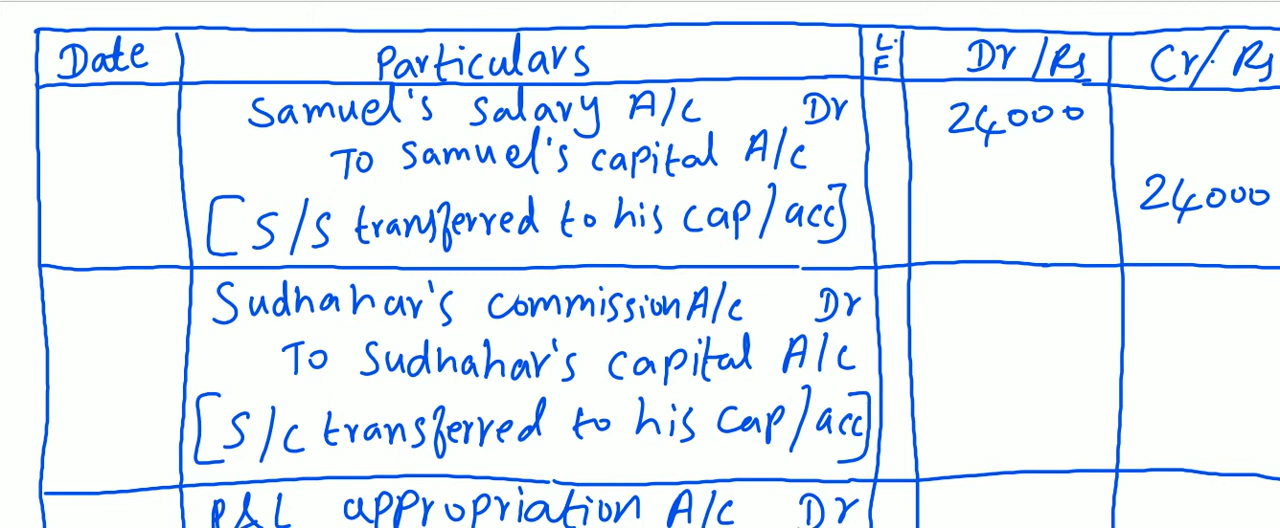 Date Particulars L.F Dr/Rs Cr/. Rs
Samuel's salary A/c Dr 24000
To Samuel's capital A/c
24000
[S/S transferred to his cap/acc]
Sudhahar's commission A/c Dr
To Sudhahar's capital A/c
[S/C transferred to his cap/acc]
P&L appropriation A/c Dr